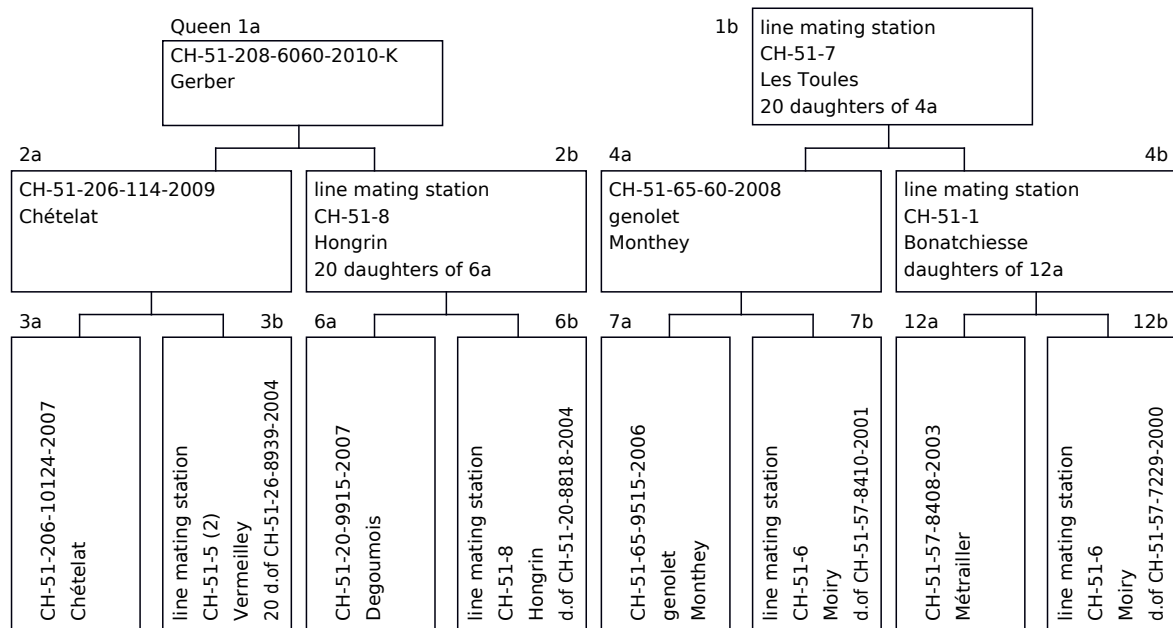 Queen 1a
CH-51-208-6060-2010-K
Gerber
1b
line mating station
CH-51-7
Les Toules
20 daughters of 4a
2a
CH-51-206-114-2009
Chételat
2b
line mating station
CH-51-8
Hongrin
20 daughters of 6a
4a
CH-51-65-60-2008
genolet
Monthey
4b
line mating station
CH-51-1
Bonatchiesse
daughters of 12a
3a
CH-51-206-10124-2007
Chételat
3b
line mating station
CH-51-5 (2)
Vermeilley
20 d.of CH-51-26-8939-2004
6a
CH-51-20-9915-2007
Degoumois
6b
line mating station
CH-51-8
Hongrin
d.of CH-51-20-8818-2004
7a
CH-51-65-9515-2006
genolet
Monthey
7b
line mating station
CH-51-6
Moiry
d.of CH-51-57-8410-2001
12a
CH-51-57-8408-2003
Métrailler
12b
line mating station
CH-51-6
Moiry
d.of CH-51-57-7229-2000